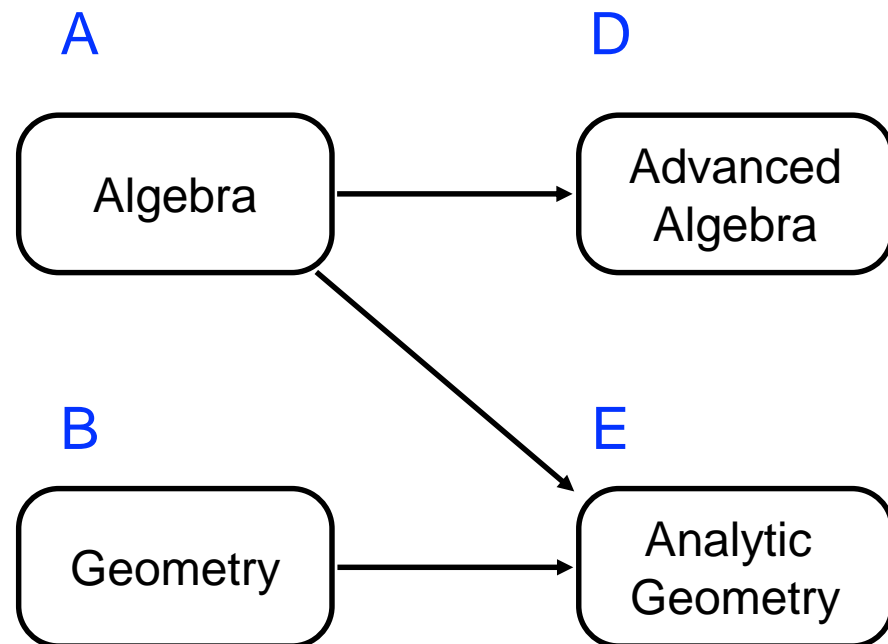 A
D
Algebra
Advanced
Algebra
B
E
Geometry
Analytic
Geometry